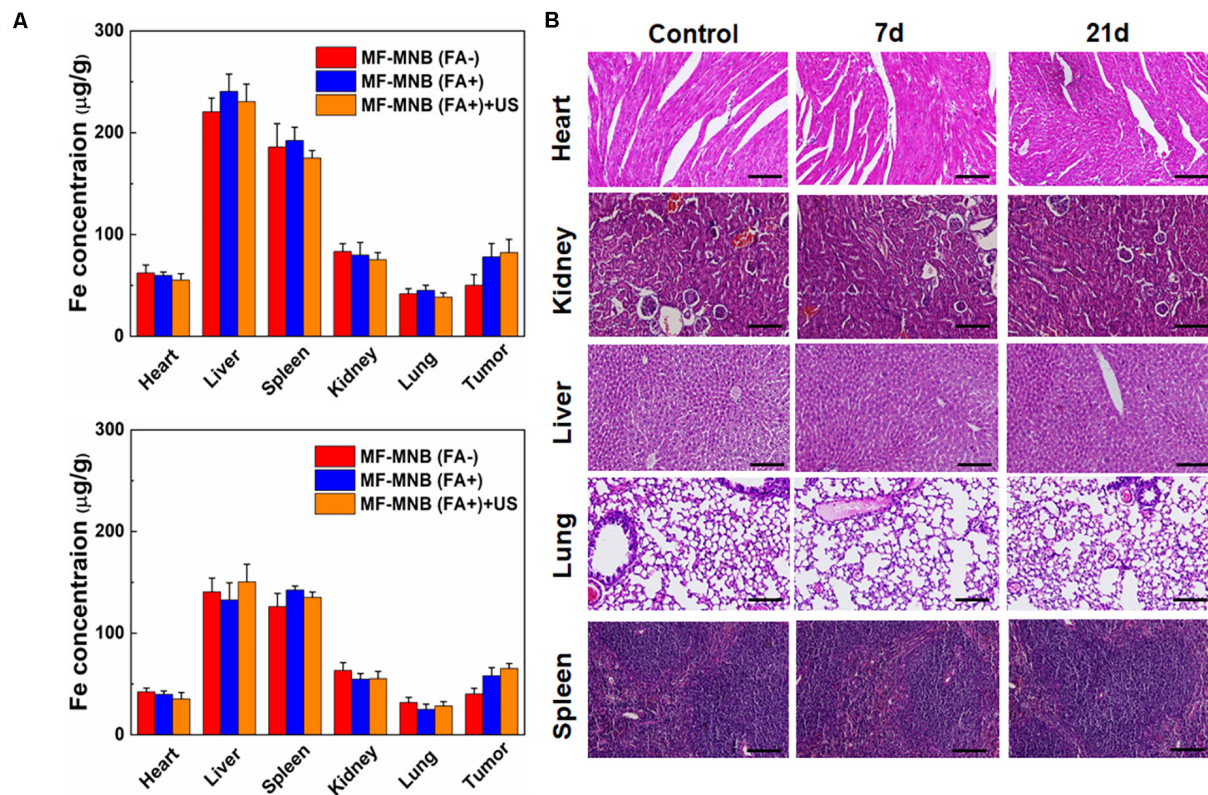 A
Fe concentraion (µg/g)
300
200
100
0
MF-MNB (FA-)
MF-MNB (FA+)
MF-MNB (FA+)+US
Heart
Liver
Spleen
Kidney
Lung
Tumor
Fe concentraion (µg/g)
300
200
100
0
MF-MNB (FA-)
MF-MNB (FA+)
MF-MNB (FA+)+US
Heart
Liver
Spleen
Kidney
Lung
Tumor
B
Control 7d 21d
Heart
Kidney
Liver
Lung
Spleen